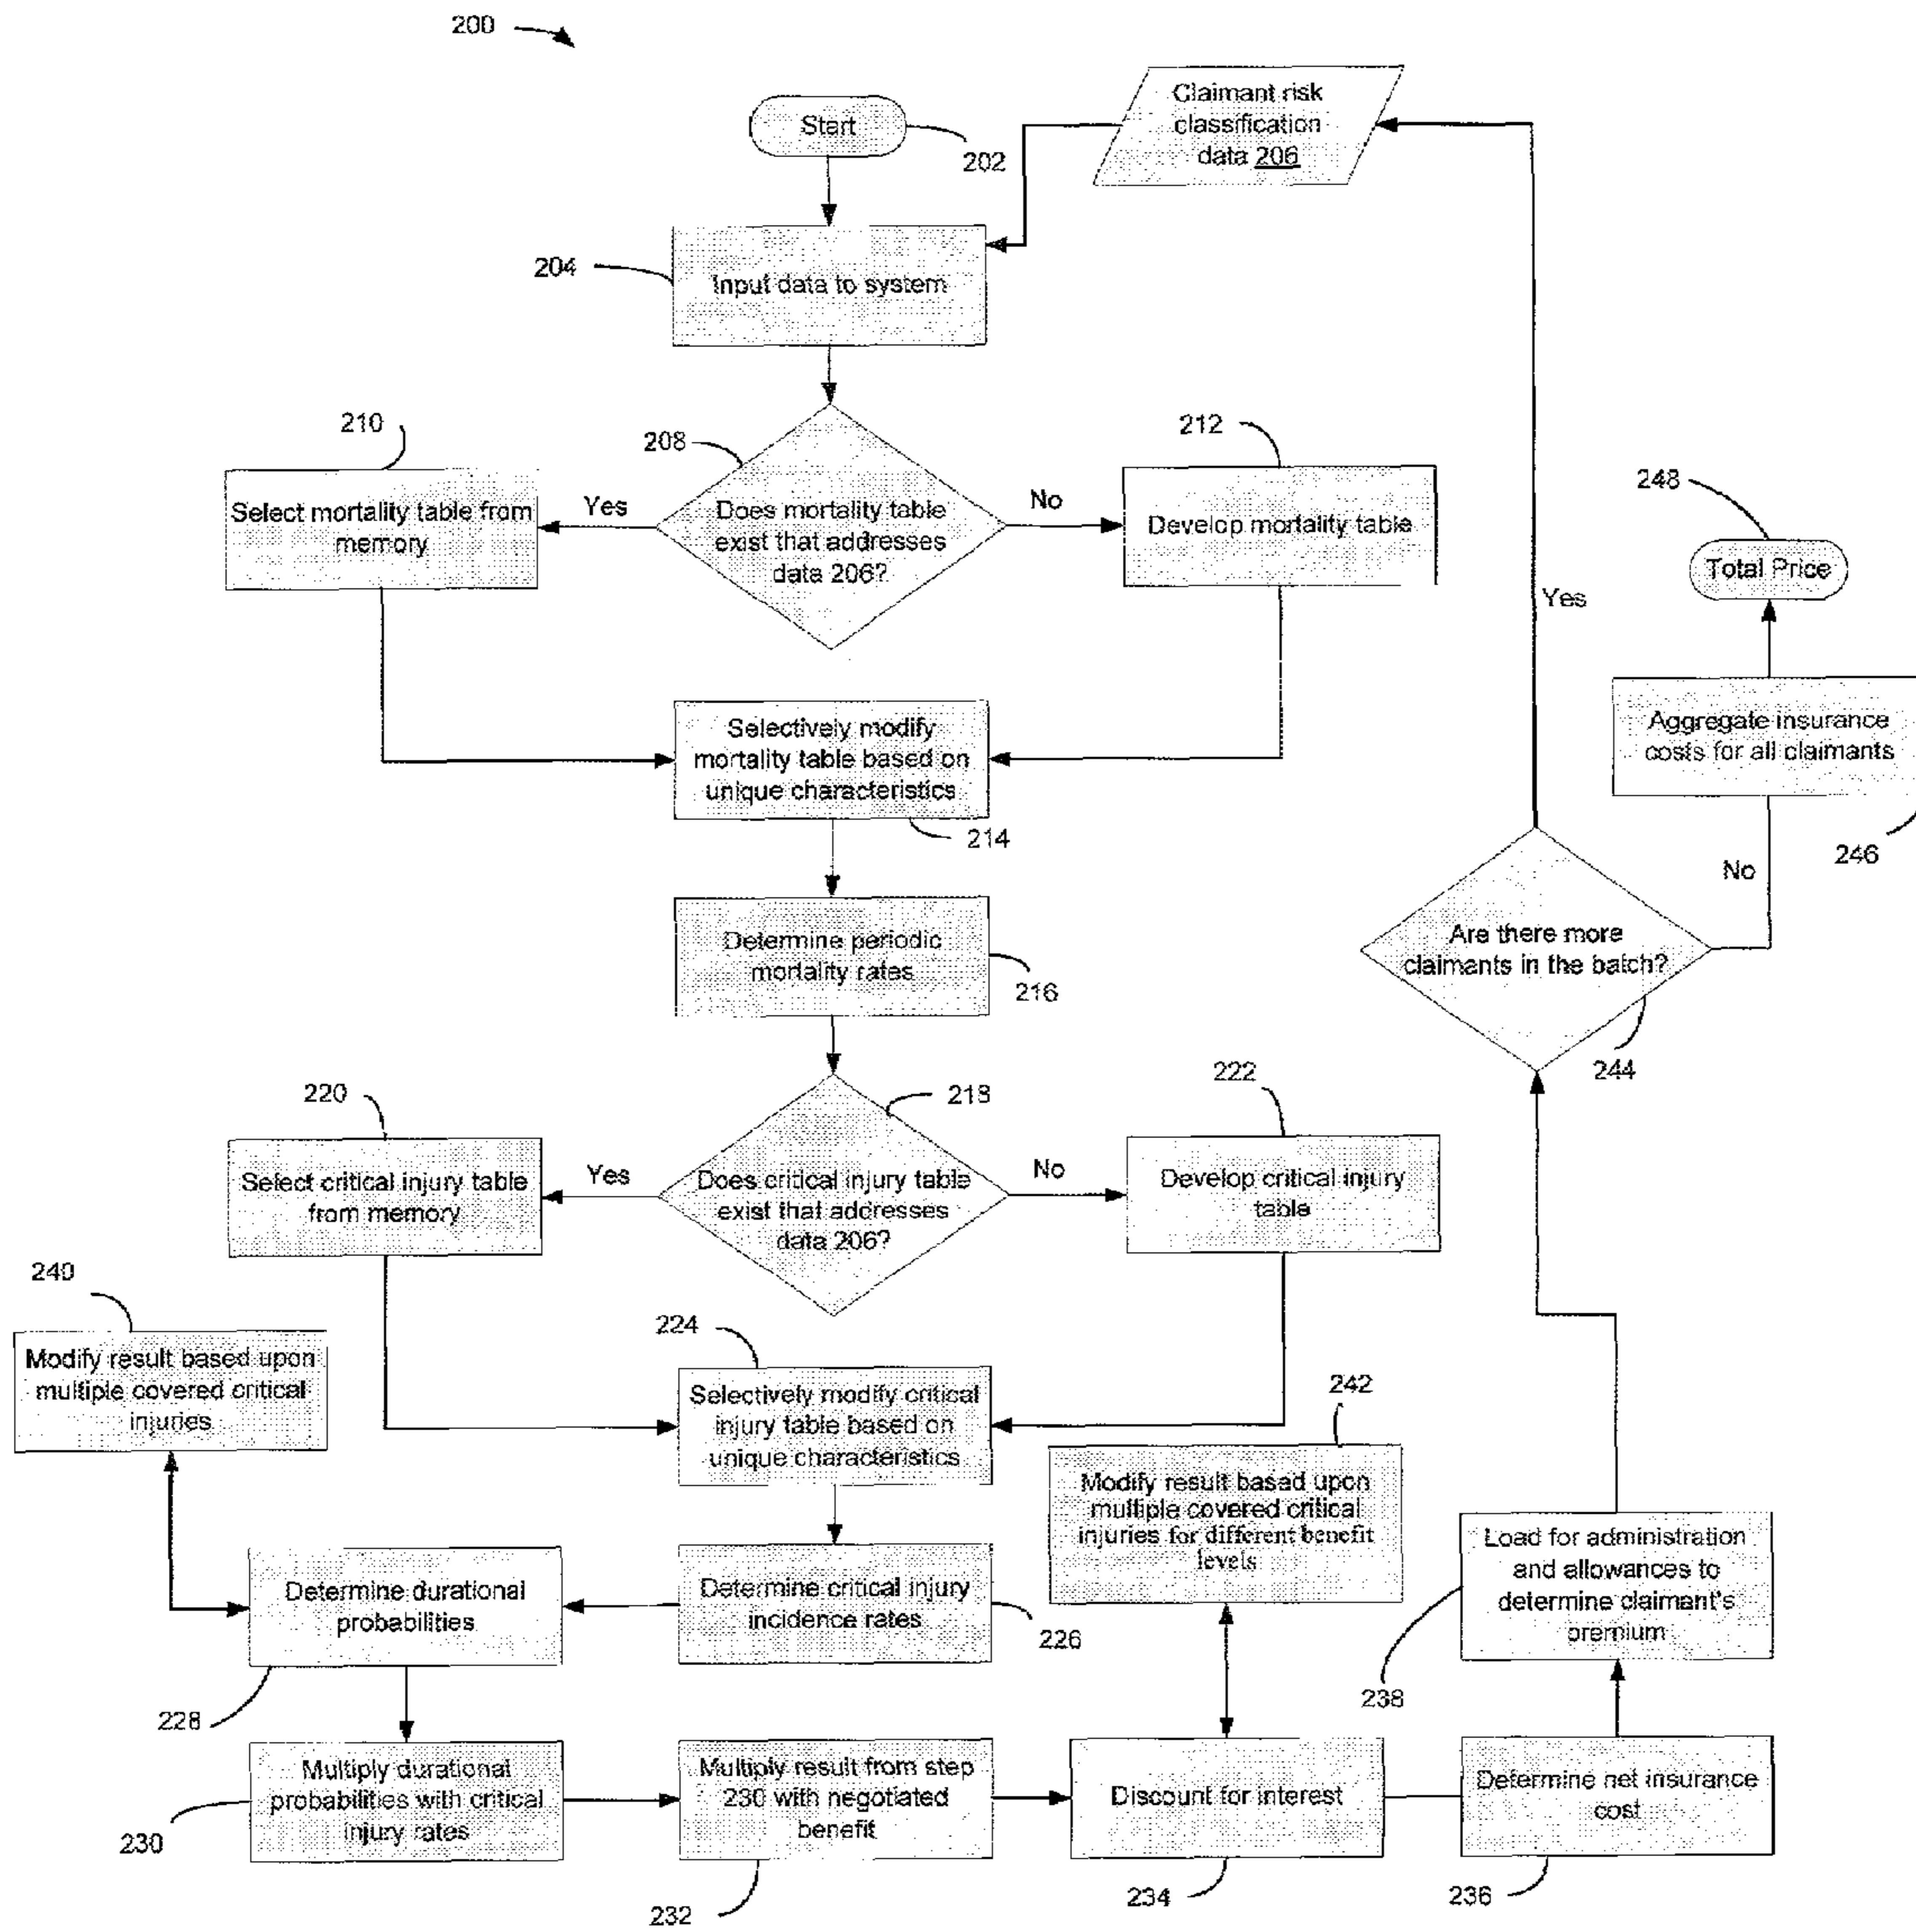 200
Start
202
Claimant risk
classification
data 206
204
Input data to system
210
208
212
Select mortality table from
memory
Yes
Does mortality table
exist that addresses
data 206?
No
Develop mortality table
248
Total Price
Yes
Selectively modify
mortality table based on
unique characteristics
214
Aggregate insurance
costs for all claimants
246
No
Determine periodic
mortality rates
216
Are there more
claimants in the batch?
244
220
218
222
Select critical injury table
from memory
Yes
Does critical injury table
exist that addresses
data 206?
No
Develop critical injury
table
240
Modify result based upon
multiple covered critical
injuries
224
Selectively modify critical
injury table based on
unique characteristics
242
Modify result based upon
multiple covered critical
injuries for different benefit
levels
Load for administration
and allowances to
determine claimant's
premium
238
Determine durational
probabilities
228
Determine critical injury
incidence rates
226
Multiply durational
probabilities with critical
injury rates
230
Multiply result from step
230 with negotiated
benefit
232
Discount for interest
234
Determine net insurance
cost
236